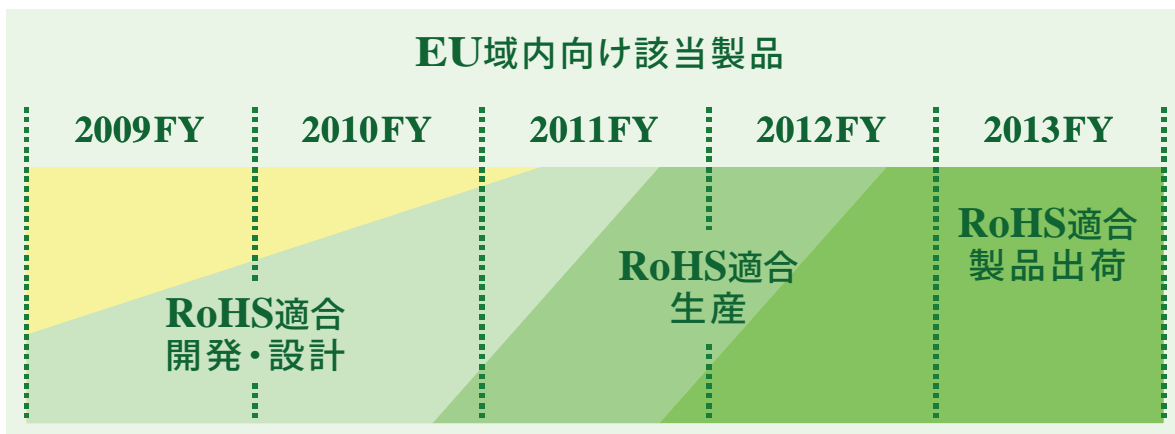 EU域内向け該当製品
2009FY
2010FY
2011FY
2012FY
2013FY
RoHS適合
開発・設計
RoHS適合
生産
RoHS適合
製品出荷